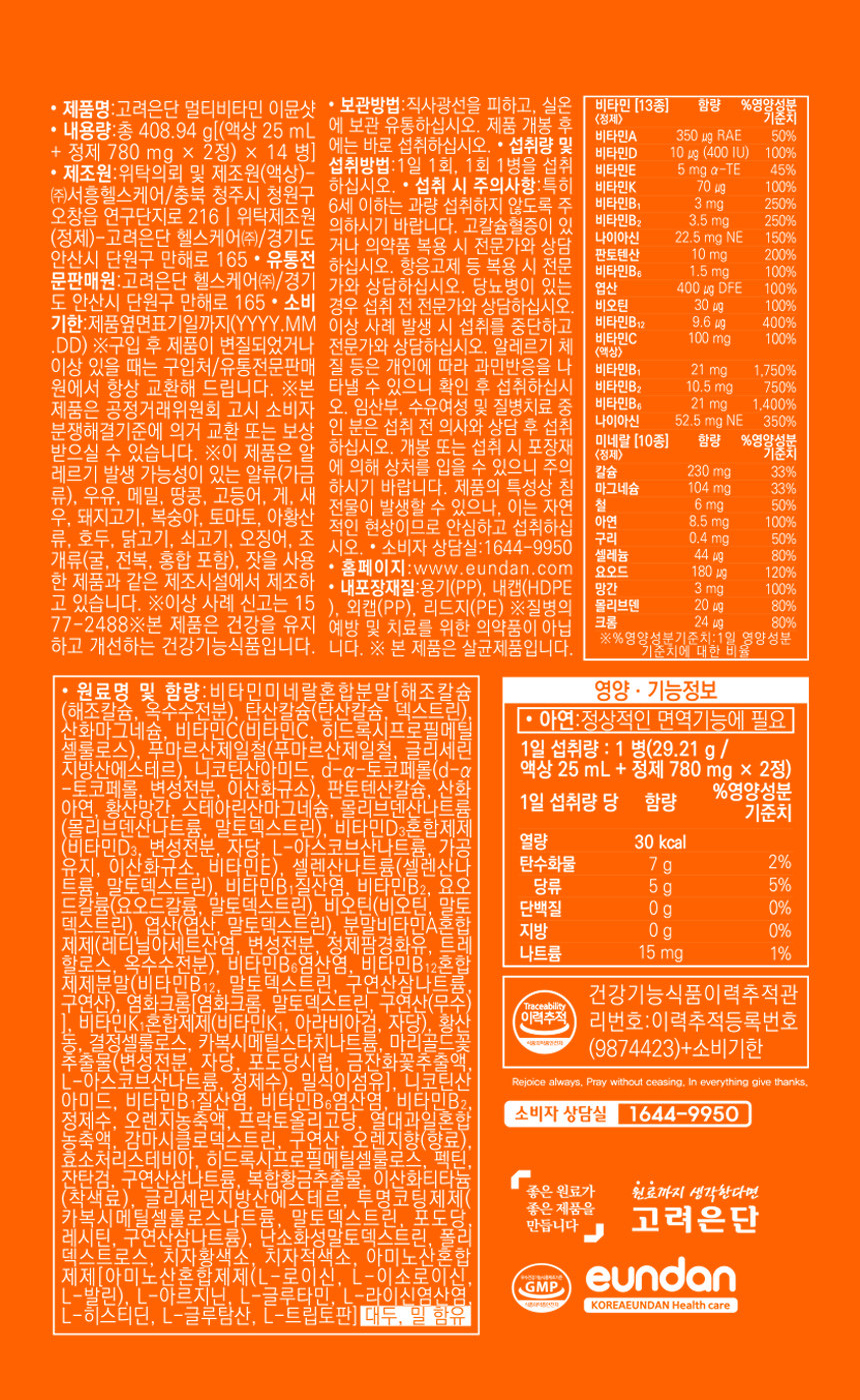 • 제품명:고려은단 멀티비타민 이뮨샷
• 내용량:총 408.94 g[(액상 25 mL
+ 정제 780 mg × 2정) × 14 병]
• 제조원:위탁의뢰 및 제조원(액상)-
㈜서흥헬스케어/충북 청주시 청원구
오창읍 연구단지로 216 | 위탁제조원
(정제)-고려은단 헬스케어㈜/경기도
안산시 단원구 만해로 165 • 유통전
문판매원:고려은단 헬스케어㈜/경기
도 안산시 단원구 만해로 165 • 소비
기한:제품옆면표기일까지(YYYY.MM
.DD) ※구입 후 제품이 변질되었거나
이상 있을 때는 구입처/유통전문판매
원에서 항상 교환해 드립니다. ※본
제품은 공정거래위원회 고시 소비자
분쟁해결기준에 의거 교환 또는 보상
받으실 수 있습니다. ※이 제품은 알
레르기 발생 가능성이 있는 알류(가금
류), 우유, 메밀, 땅콩, 고등어, 게, 새
우, 돼지고기, 복숭아, 토마토, 아황산
류, 호두, 닭고기, 쇠고기, 오징어, 조
개류(굴, 전복, 홍합 포함), 잣을 사용
한 제품과 같은 제조시설에서 제조하
고 있습니다. ※이상 사례 신고는 15
77-2488※본 제품은 건강을 유지
하고 개선하는 건강기능식품입니다.
• 보관방법:직사광선을 피하고, 실온
에 보관 유통하십시오. 제품 개봉 후
에는 바로 섭취하십시오. • 섭취량 및
섭취방법:1일 1회, 1회 1병을 섭취
하십시오. • 섭취 시 주의사항:특히
6세 이하는 과량 섭취하지 않도록 주
의하시기 바랍니다. 고칼슘혈증이 있
거나 의약품 복용 시 전문가와 상담
하십시오. 항응고제 등 복용 시 전문
가와 상담하십시오. 당뇨병이 있는
경우 섭취 전 전문가와 상담하십시오.
이상 사례 발생 시 섭취를 중단하고
전문가와 상담하십시오. 알레르기 체
질 등은 개인에 따라 과민반응을 나
타낼 수 있으니 확인 후 섭취하십시
오. 임산부, 수유여성 및 질병치료 중
인 분은 섭취 전 의사와 상담 후 섭취
하십시오. 개봉 또는 섭취 시 포장재
에 의해 상처를 입을 수 있으니 주의
하시기 바랍니다. 제품의 특성상 침
전물이 발생할 수 있으나, 이는 자연
적인 현상이므로 안심하고 섭취하십
시오. • 소비자 상담실:1644-9950
• 홈페이지:www.eundan.com
• 내포장재질:용기(PP), 내캡(HDPE
), 외캡(PP), 리드지(PE) ※질병의
예방 및 치료를 위한 의약품이 아닙
니다. ※ 본 제품은 살균제품입니다.
비타민 [13종] 함량 %영양성분
<정제> 기준치
비타민A 350 ㎍ RAE 50%
비타민D 10 ㎍ (400 IU) 100%
비타민E 5 mg α-TE 45%
비타민K 70 ㎍ 100%
비타민B₁ 3 mg 250%
비타민B₂ 3.5 mg 250%
나이아신 22.5 mg NE 150%
판토텐산 10 mg 200%
비타민B₆ 1.5 mg 100%
엽산 400 ㎍ DFE 100%
비오틴 30 ㎍ 100%
비타민B₁₂ 9.6 ㎍ 400%
비타민C 100 mg 100%
<액상>
비타민B₁ 21 mg 1,750%
비타민B₂ 10.5 mg 750%
비타민B₆ 21 mg 1,400%
나이아신 52.5 mg NE 350%
미네랄 [10종] 함량 %영양성분
<정제> 기준치
칼슘 230 mg 33%
마그네슘 104 mg 33%
철 6 mg 50%
아연 8.5 mg 100%
구리 0.4 mg 50%
셀레늄 44 ㎍ 80%
요오드 180 ㎍ 120%
망간 3 mg 100%
몰리브덴 20 ㎍ 80%
크롬 24 ㎍ 80%
※%영양성분기준치:1일 영양성분
기준치에 대한 비율
• 원료명 및 함량:비타민미네랄혼합분말[해조칼슘
(해조칼슘, 옥수수전분), 탄산칼슘(탄산칼슘, 덱스트린),
산화마그네슘, 비타민C(비타민C, 히드록시프로필메틸
셀룰로스), 푸마르산제일철(푸마르산제일철, 글리세린
지방산에스테르), 니코틴산아미드, d-α-토코페롤(d-α
-토코페롤, 변성전분, 이산화규소), 판토텐산칼슘, 산화
아연, 황산망간, 스테아린산마그네슘, 몰리브덴산나트륨
(몰리브덴산나트륨, 말토덱스트린), 비타민D₃혼합제제
(비타민D₃, 변성전분, 자당, L-아스코브산나트륨, 가공
유지, 이산화규소, 비타민E), 셀렌산나트륨(셀렌산나
트륨, 말토덱스트린), 비타민B₁질산염, 비타민B₂, 요오
드칼륨(요오드칼륨, 말토덱스트린), 비오틴(비오틴, 말토
덱스트린), 엽산(엽산, 말토덱스트린), 분말비타민A혼합
제제(레티닐아세트산염, 변성전분, 정제팜경화유, 트레
할로스, 옥수수전분), 비타민B₆염산염, 비타민B₁₂혼합
제제분말(비타민B₁₂, 말토덱스트린, 구연산삼나트륨,
구연산), 염화크롬[염화크롬, 말토덱스트린, 구연산(무수)
], 비타민K₁혼합제제(비타민K₁, 아라비아검, 자당), 황산
동, 결정셀룰로스, 카복시메틸스타치나트륨, 마리골드꽃
추출물(변성전분, 자당, 포도당시럽, 금잔화꽃추출액,
L-아스코브산나트륨, 정제수), 밀식이섬유], 니코틴산
아미드, 비타민B₁질산염, 비타민B₆염산염, 비타민B₂,
정제수, 오렌지농축액, 프락토올리고당, 열대과일혼합
농축액, 감마시클로덱스트린, 구연산, 오렌지향(향료),
효소처리스테비아, 히드록시프로필메틸셀룰로스, 펙틴,
잔탄검, 구연산삼나트륨, 복합황금추출물, 이산화티타늄
(착색료), 글리세린지방산에스테르, 투명코팅제제(
카복시메틸셀룰로스나트륨, 말토덱스트린, 포도당,
레시틴, 구연산삼나트륨), 난소화성말토덱스트린, 폴리
덱스트로스, 치자황색소, 치자적색소, 아미노산혼합
제제[아미노산혼합제제(L-로이신, L-이소로이신,
L-발린), L-아르지닌, L-글루타민, L-라이신염산염,
L-히스티딘, L-글루탐산, L-트립토판] 대두, 밀 함유
영양 · 기능정보
• 아연:정상적인 면역기능에 필요
1일 섭취량 : 1 병(29.21 g /
액상 25 mL + 정제 780 mg × 2정)
1일 섭취량 당 함량 %영양성분
기준치
열량 30 kcal
탄수화물 7 g 2%
당류 5 g 5%
단백질 0 g 0%
지방 0 g 0%
나트륨 15 mg 1%
Traceability
이력추적
식품의약품안전처
건강기능식품이력추적관
리번호:이력추적등록번호
(9874423)+소비기한
Rejoice always, Pray without ceasing, In everything give thanks.
소비자 상담실 1644-9950
좋은 원료가
좋은 제품을
만듭니다
원료까지 생각한다면
고려은단
GMP
식품의약품안전처
eundan
KOREAEUNDAN Health care